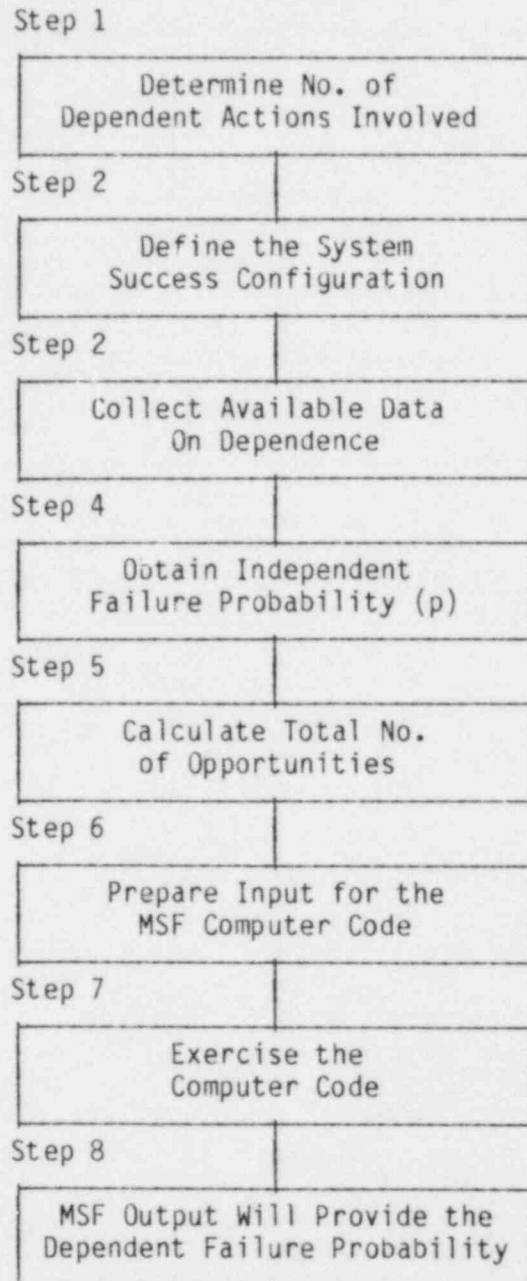 Step 1
Determine No. of
Dependent Actions Involved
Step 2
Define the System
Success Configuration
Step 2
Collect Available Data
On Dependence
Step 4
Obtain Independent
Failure Probability (p)
Step 5
Calculate Total No.
of Opportunities
Step 6
Prepare Input for the
MSF Computer Code
Step 7
Exercise the
Computer Code
Step 8
MSF Output Will Provide the
Dependent Failure Probability